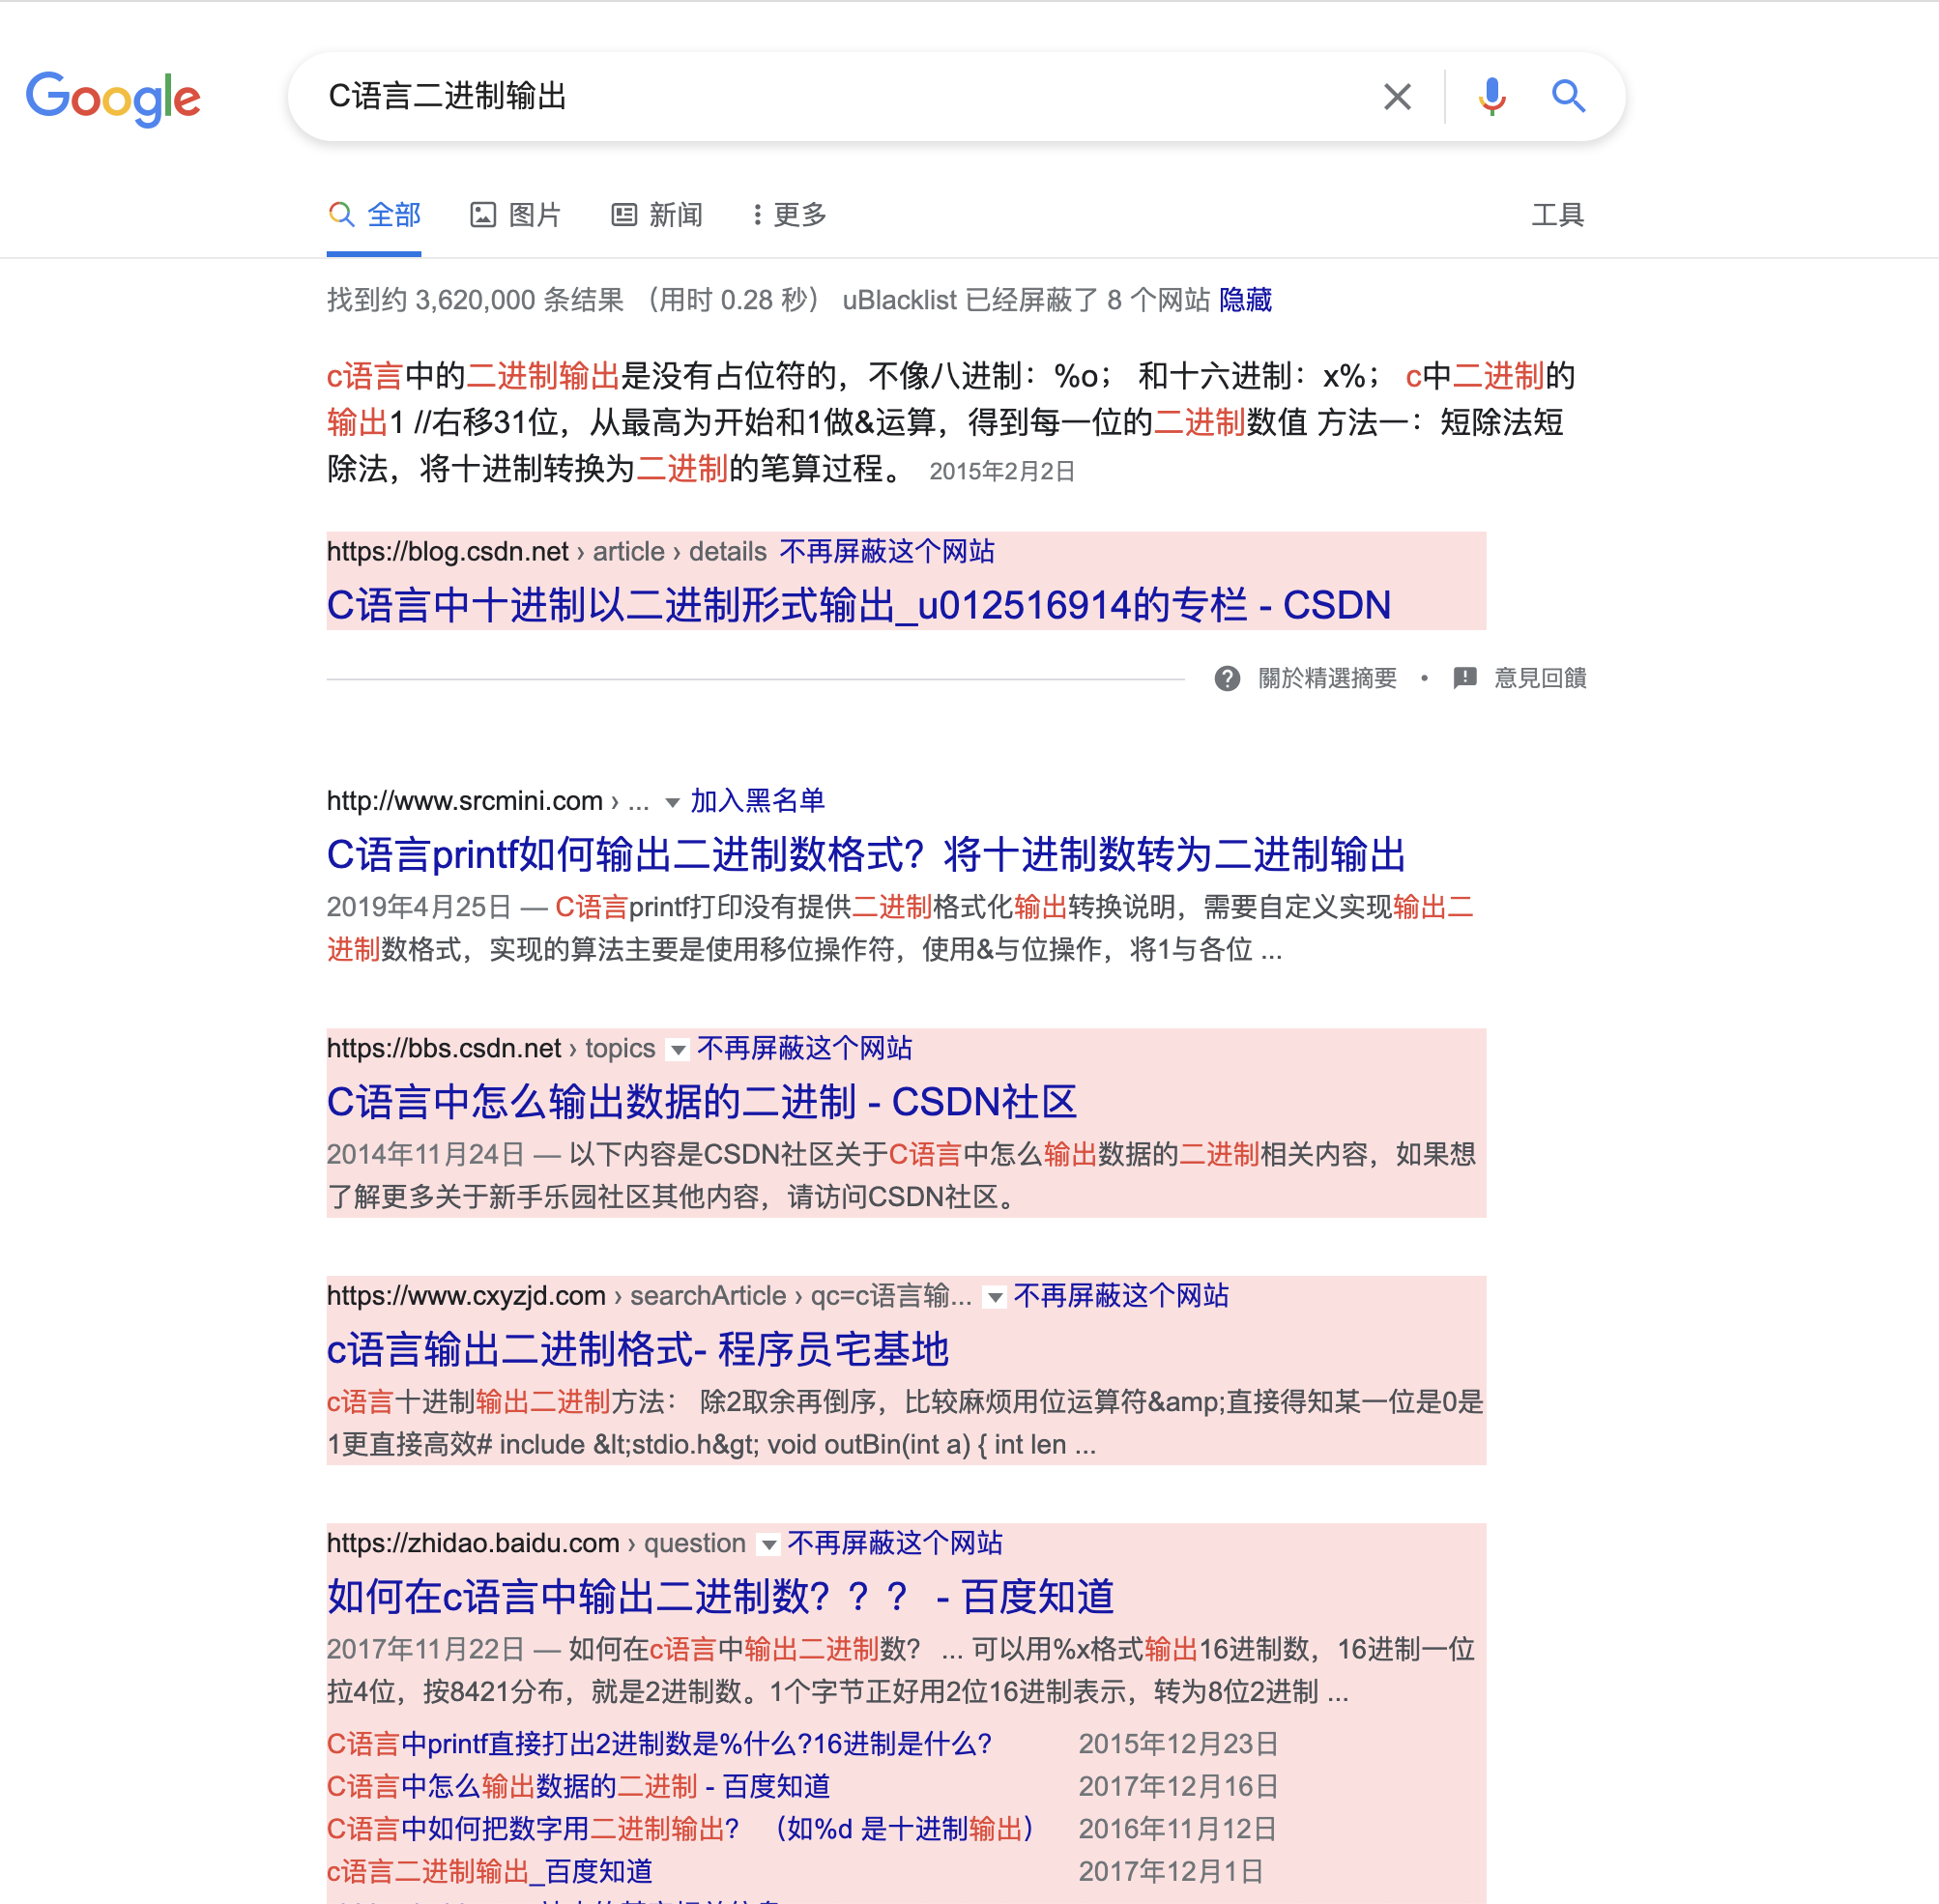 Google
C语言二进制输出
全部 图片 新闻 更多 工具
找到约 3,620,000 条结果 （用时 0.28 秒） uBlacklist 已经屏蔽了 8 个网站 隐藏
c语言中的二进制输出是没有占位符的，不像八进制：%o； 和十六进制：x%； c中二进制的
输出1 //右移31位，从最高为开始和1做&运算，得到每一位的二进制数值 方法一：短除法短
除法，将十进制转换为二进制的笔算过程。 2015年2月2日
https://blog.csdn.net › article › details 不再屏蔽这个网站
C语言中十进制以二进制形式输出_u012516914的专栏 - CSDN
關於精選摘要 • 意見回饋
http://www.srcmini.com › ... 加入黑名单
C语言printf如何输出二进制数格式？将十进制数转为二进制输出
2019年4月25日 — C语言printf打印没有提供二进制格式化输出转换说明，需要自定义实现输出二
进制数格式，实现的算法主要是使用移位操作符，使用&与位操作，将1与各位 ...
https://bbs.csdn.net › topics 不再屏蔽这个网站
C语言中怎么输出数据的二进制 - CSDN社区
2014年11月24日 — 以下内容是CSDN社区关于C语言中怎么输出数据的二进制相关内容，如果想
了解更多关于新手乐园社区其他内容，请访问CSDN社区。
https://www.cxyzjd.com › searchArticle › qc=c语言输... 不再屏蔽这个网站
c语言输出二进制格式- 程序员宅基地
c语言十进制输出二进制方法： 除2取余再倒序，比较麻烦用位运算符&amp;直接得知某一位是0是
1更直接高效# include &lt;stdio.h&gt; void outBin(int a) { int len ...
https://zhidao.baidu.com › question 不再屏蔽这个网站
如何在c语言中输出二进制数？？？ - 百度知道
2017年11月22日 — 如何在c语言中输出二进制数？ ... 可以用%x格式输出16进制数，16进制一位
拉4位，按8421分布，就是2进制数。1个字节正好用2位16进制表示，转为8位2进制 ...
C语言中printf直接打出2进制数是%什么?16进制是什么? 2015年12月23日
C语言中怎么输出数据的二进制 - 百度知道 2017年12月16日
C语言中如何把数字用二进制输出？ （如%d 是十进制输出） 2016年11月12日
c语言二进制输出_百度知道 2017年12月1日